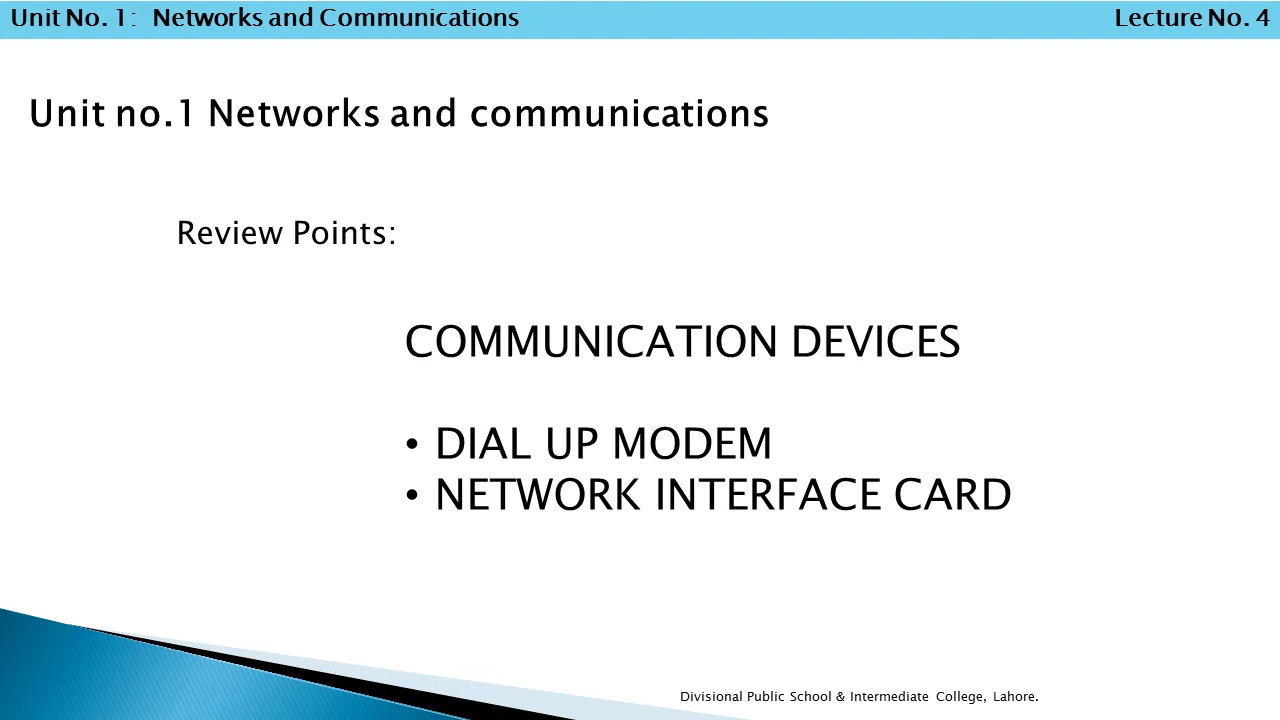 Unit No. 1:  Networks and Communications
Lecture No. 4
Unit no.1 Networks and communications
Review Points:
COMMUNICATION DEVICES
• DIAL UP MODEM
• NETWORK INTERFACE CARD
Divisional Public School & Intermediate College, Lahore.